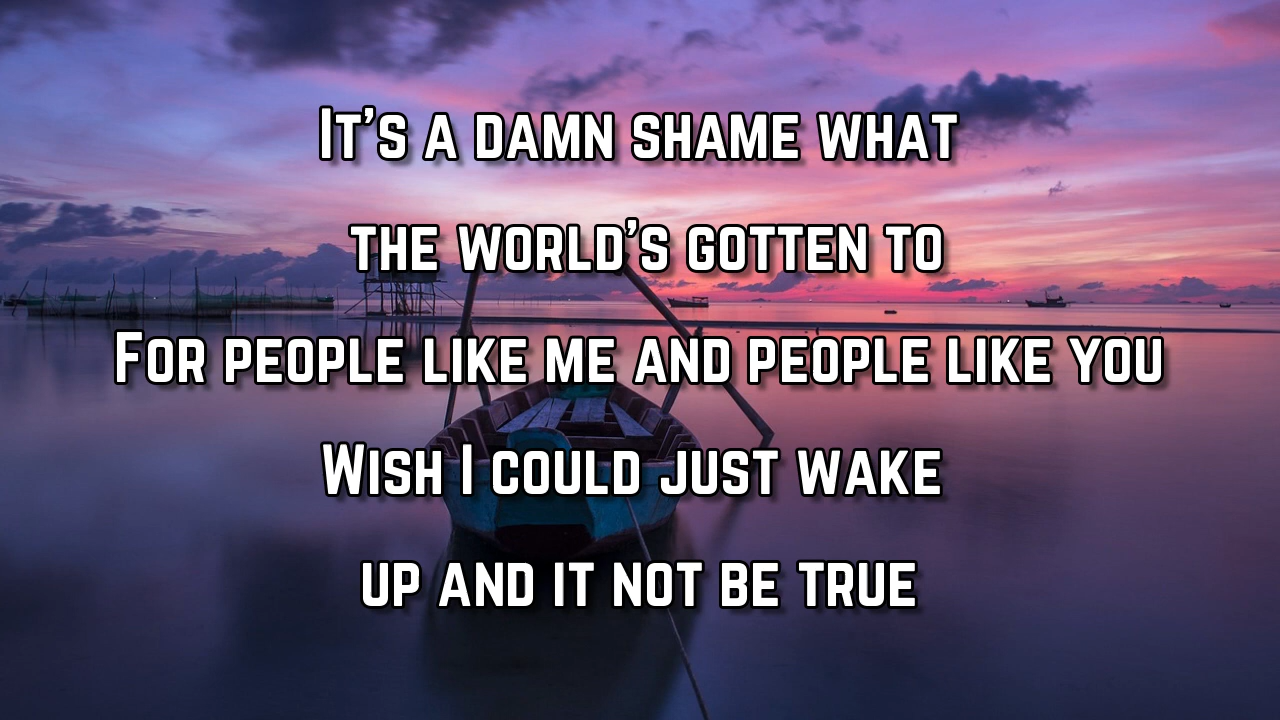 It's a damn shame what
the world's gotten to
For people like me and people like you
Wish I could just wake
up and it not be true